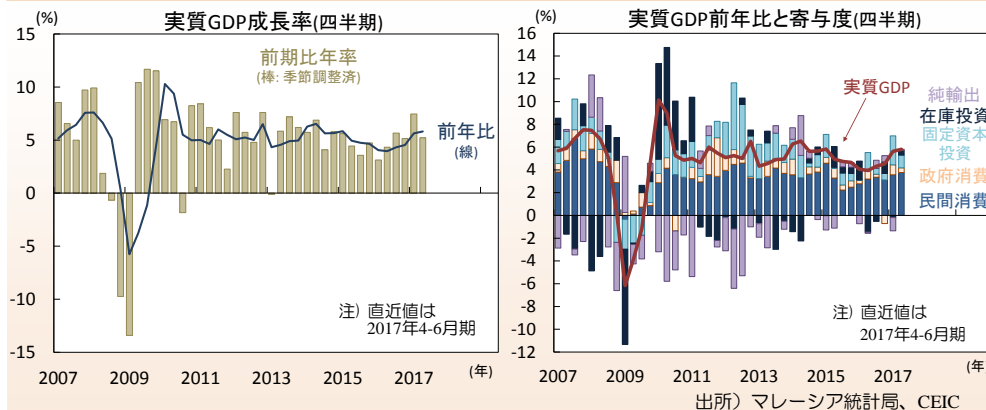 実質GDP成長率(四半期)
(%)
前期比年率
(棒: 季節調整済)
前年比
(線)
注) 直近値は
2017年4-6月期
15
10
5
0
-5
-10
-15
2007
2009
2011
2013
2015
2017
(年)
実質GDP前年比と寄与度(四半期)
(%)
実質GDP
純輸出
在庫投資
固定資本
投資
政府消費
民間消費
注) 直近値は
2017年4-6月期
16
14
12
10
8
6
4
2
0
-2
-4
-6
-8
-10
-12
2007
2009
2011
2013
2015
2017
(年
出所）マレーシア統計局、CEIC